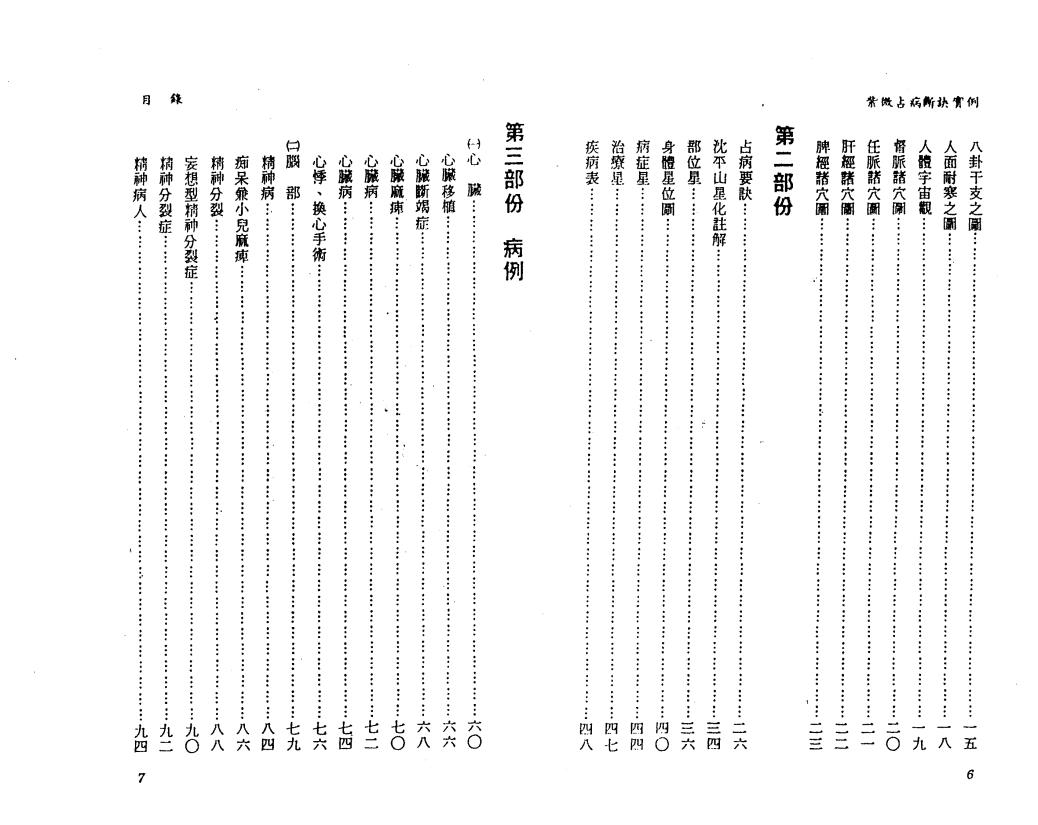 紫微占病斷訣實例
八卦干支之圖……一五
人面耐寒之圖……一八
人體宇宙觀……一九
督脈諸穴圖……二〇
任脈諸穴圖……二一
肝經諸穴圖……二二
脾經諸穴圖……二三
第二部份
占病要訣……二六
沈平山星化註解……三四
部位星……三六
身體星位圖……四〇
病症星……四四
治療星……四七
疾病表……四八
6
目錄
第三部份 病例
㈠心 臟……六〇
心臟移植……六六
心臟斷竭症……六八
心臟麻痺……七〇
心臟病……七二
心臟病……七四
心悸、換心手術……七六
㈡腦 部……七九
精神病……八四
痴呆兼小兒麻痺……八六
精神分裂……八八
妄想型精神分裂症……九〇
精神分裂症……九二
精神病人……九四
7